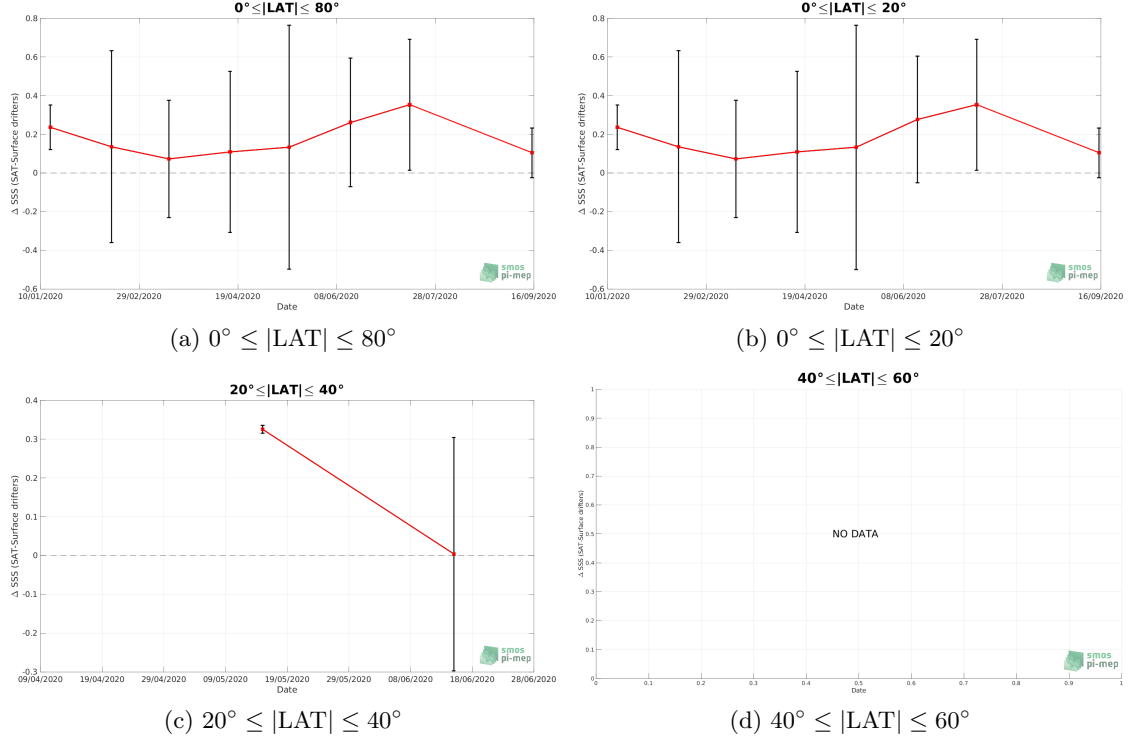 0°≤|LAT|≤ 80°
Δ SSS (SAT-Surface drifters)
0.8
0.6
0.4
0.2
0
-0.2
-0.4
-0.6
10/01/2020 29/02/2020 19/04/2020 08/06/2020 28/07/2020 16/09/2020
Date
smos
pi-mep
(a) 0° ≤ |LAT| ≤ 80°
0°≤|LAT|≤ 20°
Δ SSS (SAT-Surface drifters)
0.8
0.6
0.4
0.2
0
-0.2
-0.4
-0.6
10/01/2020 29/02/2020 19/04/2020 08/06/2020 28/07/2020 16/09/2020
Date
smos
pi-mep
(b) 0° ≤ |LAT| ≤ 20°
20°≤|LAT|≤ 40°
Δ SSS (SAT-Surface drifters)
0.4
0.3
0.2
0.1
0
-0.1
-0.2
-0.3
09/04/2020 19/04/2020 29/04/2020 09/05/2020 19/05/2020 29/05/2020 08/06/2020 18/06/2020 28/06/2020
Date
smos
pi-mep
(c) 20° ≤ |LAT| ≤ 40°
40°≤|LAT|≤ 60°
Δ SSS (SAT-Surface drifters)
1
0.9
0.8
0.7
0.6
0.5
0.4
0.3
0.2
0.1
0
NO DATA
0 0.1 0.2 0.3 0.4 0.5 0.6 0.7 0.8 0.9 1
Date
smos
pi-mep
(d) 40° ≤ |LAT| ≤ 60°